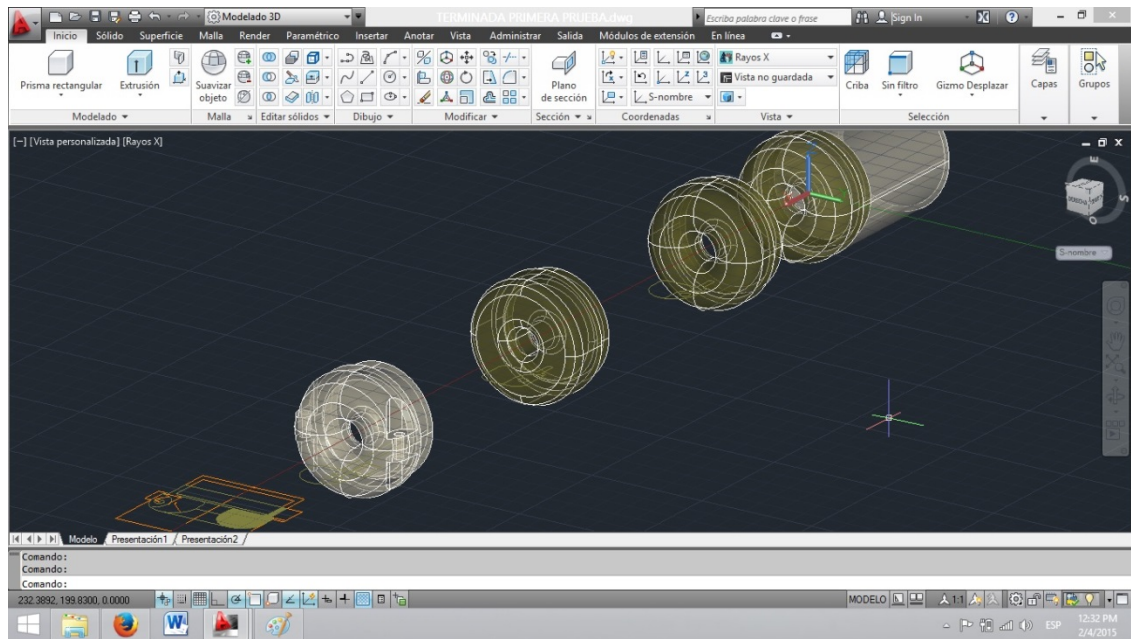 Modelado 3D
TERMINADA PRIMERA PRUEBA.dwg
Escriba palabra clave o frase
Sign In
Inicio Sólido Superficie Malla Render Paramétrico Insertar Anotar Vista Administrar Salida Módulos de extensión En línea
Prisma rectangular
Extrusión
Suavizar
objeto
Plano
de sección
Rayos X
Vista no guardada
S-nombre
Criba
Sin filtro
Gizmo Desplazar
Capas
Grupos
Modelado Malla Editar sólidos Dibujo Modificar Sección Coordenadas Vista Selección
[−] [Vista personalizada] [Rayos X]
S-nombre
Modelo Presentación1 Presentación2
Comando:
Comando:
Comando:
232.3892, 199.8300, 0.0000
MODELO
1:1
ESP
12:32 PM
2/4/2015